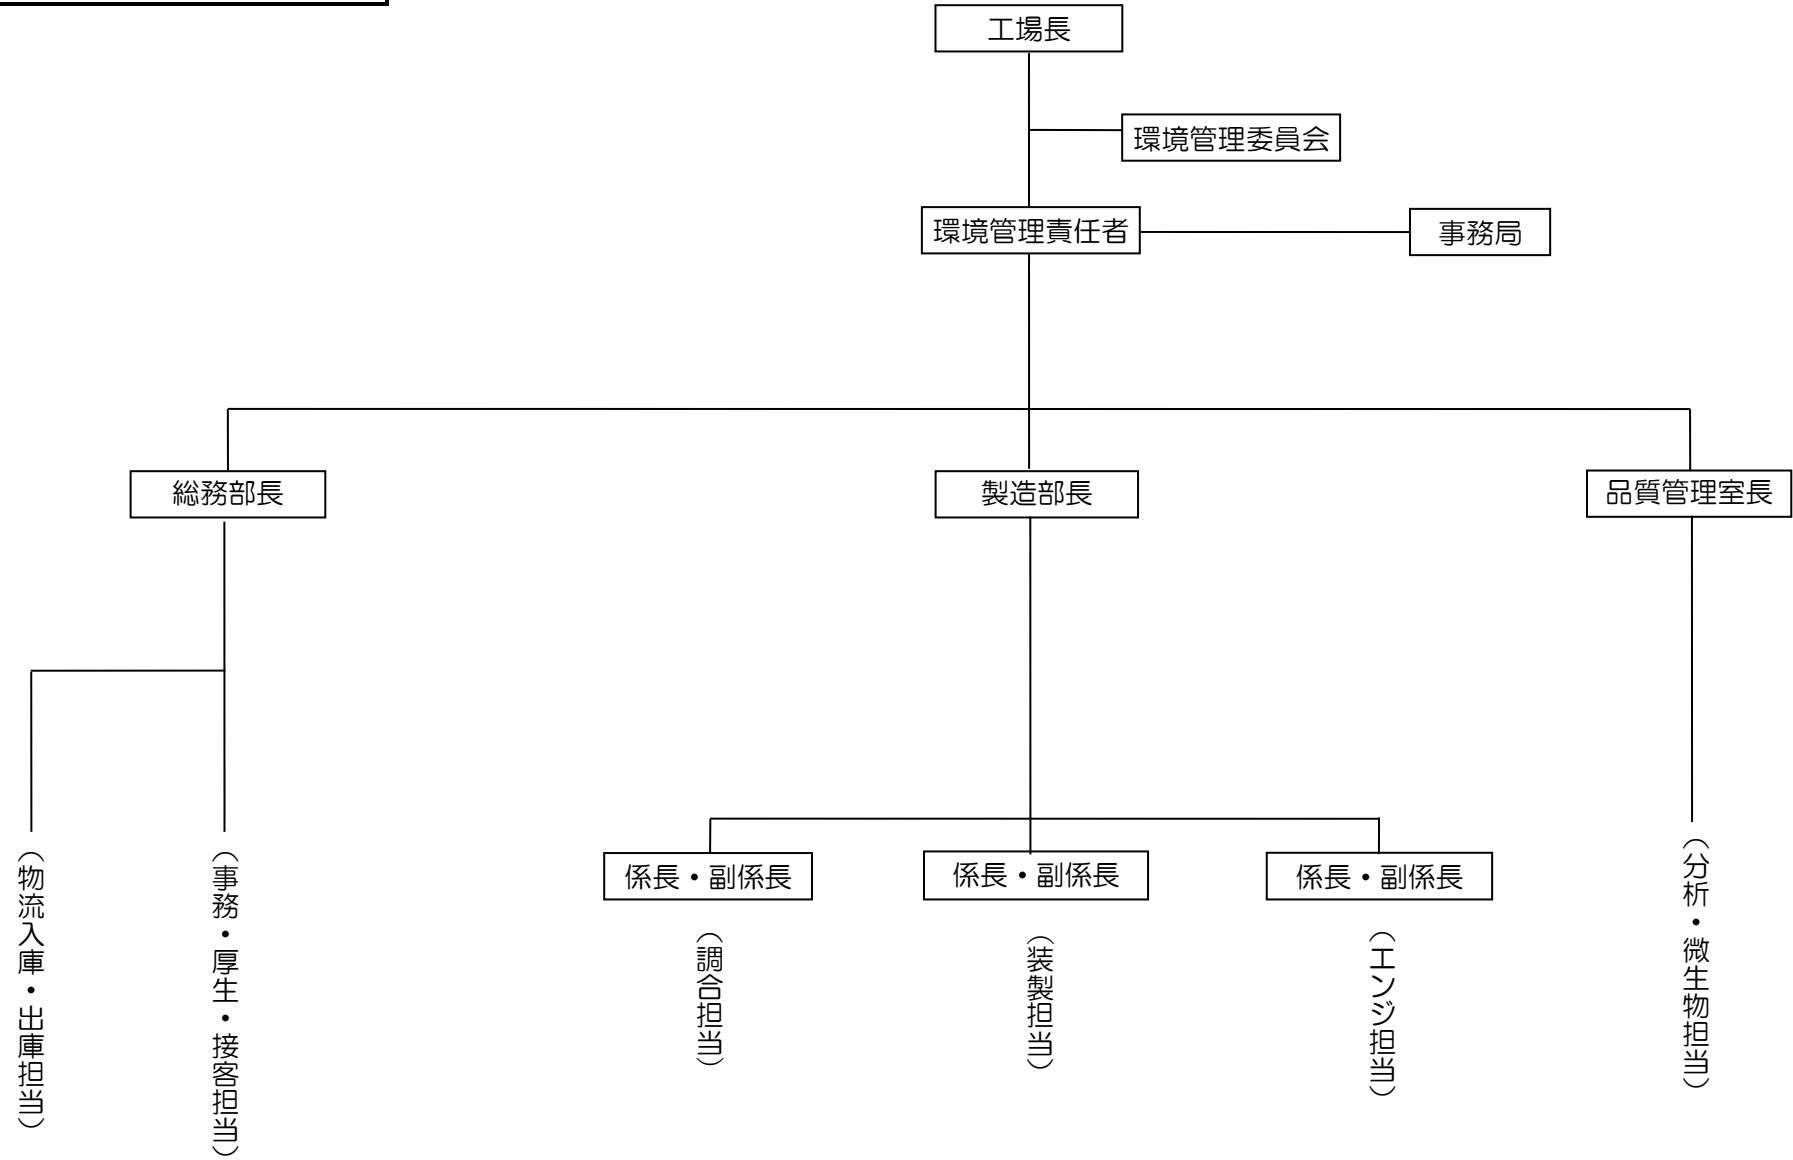 工場長
環境管理委員会
環境管理責任者
事務局
総務部長
製造部長
品質管理室長
係長・副係長
係長・副係長
係長・副係長
（物流入庫・出庫担当）
（事務・厚生・接客担当）
（調合担当）
（装製担当）
（エンジ担当）
（分析・微生物担当）